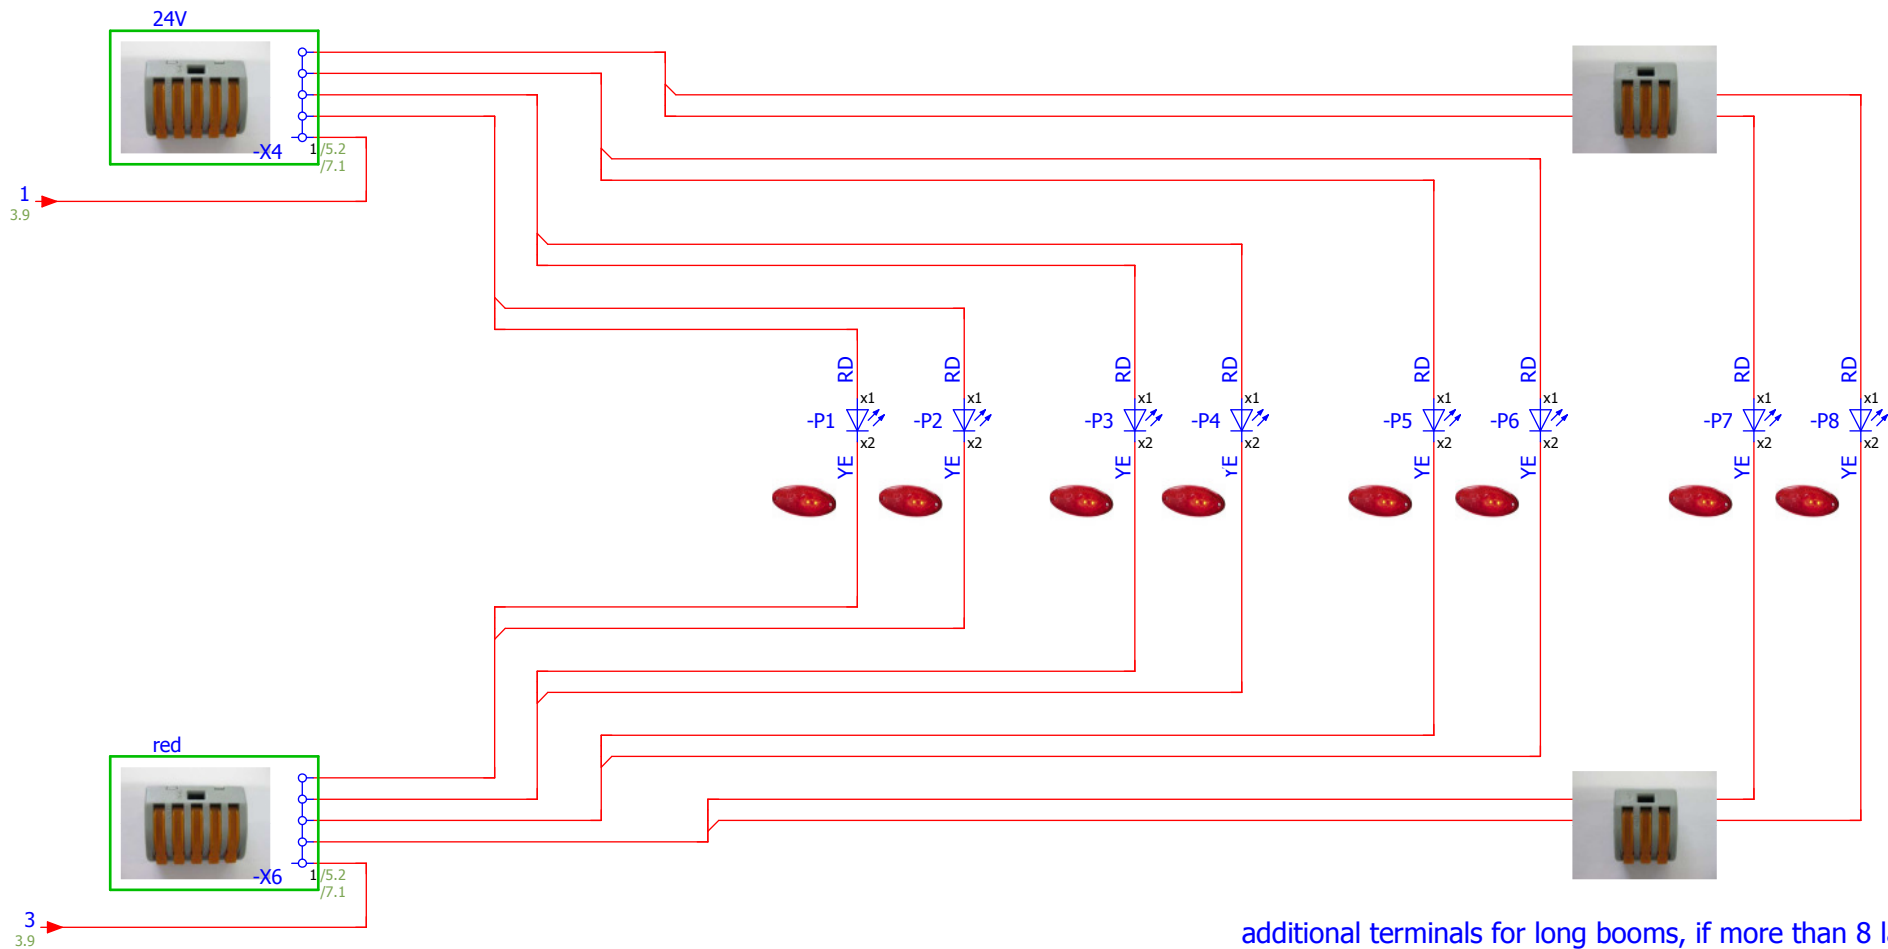 24V
-X4
1 /5.2
/7.1
1
3.9
RD RD RD RD RD RD RD RD
x1 x1 x1 x1 x1 x1 x1 x1
-P1 -P2 -P3 -P4 -P5 -P6 -P7 -P8
x2 x2 x2 x2 x2 x2 x2 x2
YE YE YE YE YE YE YE YE
red
-X6
1 /5.2
/7.1
3
3.9
additional terminals for long booms, if more than 8